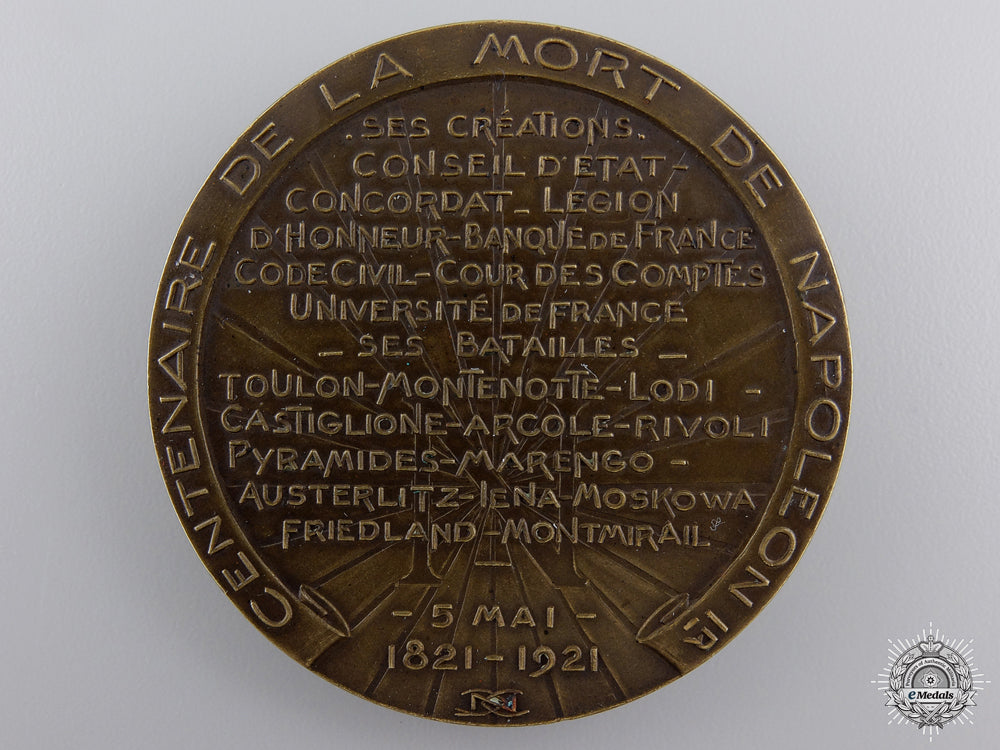 CENTENAIRE DE LA MORT DE NAPOLEON 1R
. SES CRÉATIONS .
CONSEIL D'ETAT -
CONCORDAT - LEGION
D'HONNEUR - BANQUE DE FRANCE
CODE CIVIL - COUR DES COMPTES
UNIVERSITÉ DE FRANCE
- SES BATAILLES -
TOULON - MONTENOTTE - LODI -
CASTIGLIONE - ARCOLE - RIVOLI
PYRAMIDES - MARENGO -
AUSTERLITZ - IENA - MOSKOWA
FRIEDLAND - MONTMIRAIL
- 5 MAI -
1821 - 1921
eMedals